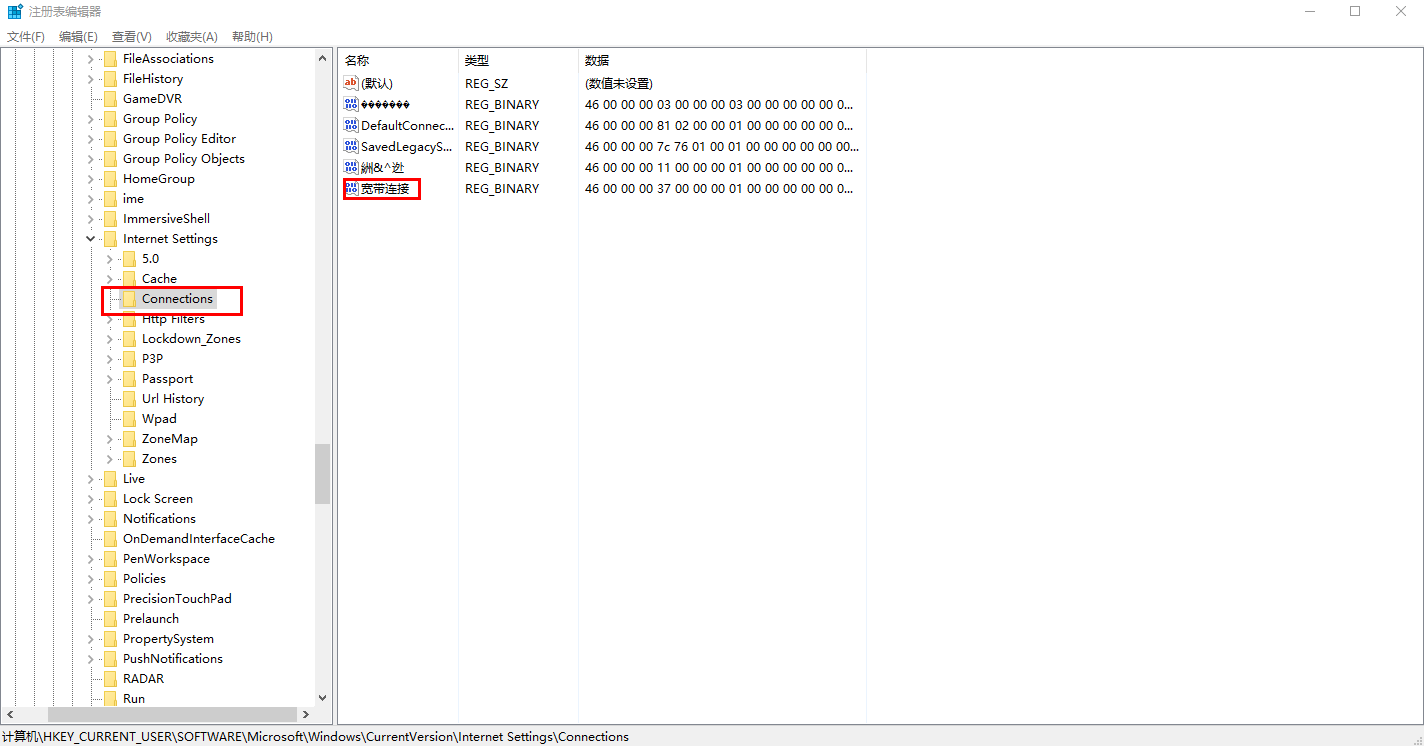 注册表编辑器
文件(F) 编辑(E) 查看(V) 收藏夹(A) 帮助(H)
FileAssociations
FileHistory
GameDVR
Group Policy
Group Policy Editor
Group Policy Objects
HomeGroup
ime
ImmersiveShell
Internet Settings
5.0
Cache
Connections
Http Filters
Lockdown_Zones
P3P
Passport
Url History
Wpad
ZoneMap
Zones
Live
Lock Screen
Notifications
OnDemandInterfaceCache
PenWorkspace
Policies
PrecisionTouchPad
Prelaunch
PropertySystem
PushNotifications
RADAR
Run
名称 类型 数据
(默认) REG_SZ (数值未设置)
������� REG_BINARY 46 00 00 00 03 00 00 00 03 00 00 00 00 00 0...
DefaultConnec... REG_BINARY 46 00 00 00 81 02 00 00 01 00 00 00 00 00 0...
SavedLegacyS... REG_BINARY 46 00 00 00 7c 76 01 00 01 00 00 00 00 00 00...
REG_BINARY 46 00 00 00 11 00 00 00 01 00 00 00 00 00 0...
宽带连接 REG_BINARY 46 00 00 00 37 00 00 00 01 00 00 00 00 00 0...
计算机\HKEY_CURRENT_USER\SOFTWARE\Microsoft\Windows\CurrentVersion\Internet Settings\Connections